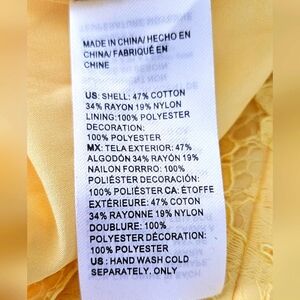 MADE IN CHINA/ HECHO EN
CHINA/ FABRIQUÉ EN
CHINE
US: SHELL: 47% COTTON
34% RAYON 19% NYLON
LINING:100% POLYESTER
DECORATION:
100% POLYESTER
MX: TELA EXTERIOR: 47%
ALGODÓN 34% RAYÓN 19%
NAILON FORRRO: 100%
POLIÉSTER DECORACIÓN:
100% POLIÉSTER CA: ÉTOFFE
EXTÉRIEURE: 47% COTON
34% RAYONNE 19% NYLON
DOUBLURE: 100%
POLYESTER DÉCORATION:
100% POLYESTER
US : HAND WASH COLD
SEPARATELY. ONLY